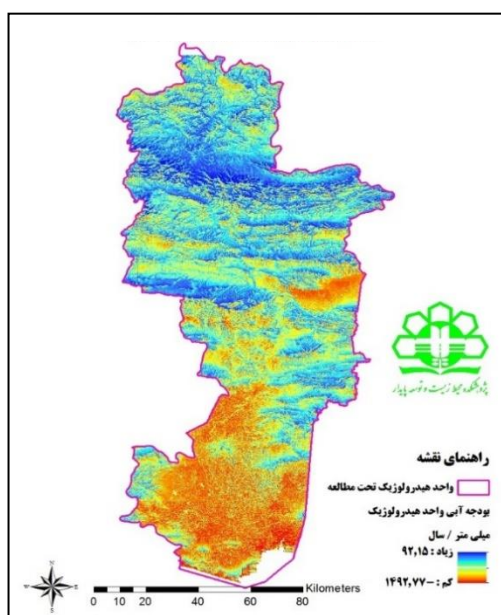 پژوهشکده محیط زیست و توسعه پایدار
راهنمای نقشه
واحد هیدرولوژیک تحت مطالعه
بودجه آبی واحد هیدرولوژیک
میلی متر / سال
زیاد : ۹۲,۱۵
کم : ۱۴۹۲,۷۷-
N
W
E
S
Kilometers
0 5 10 20 40 60 80